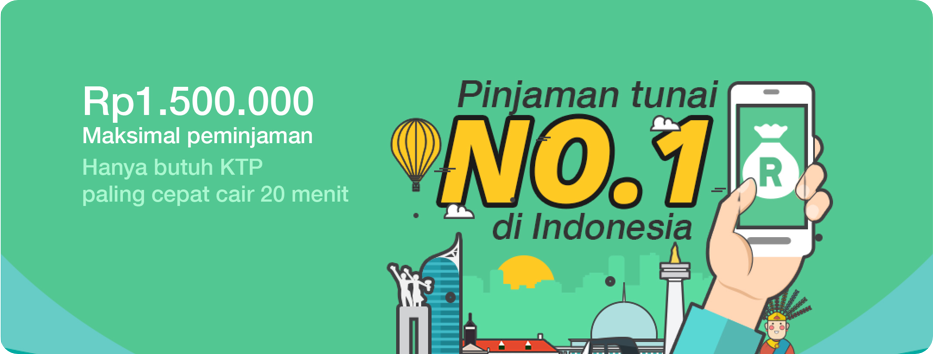 Rp1.500.000
Maksimal peminjaman
Hanya butuh KTP
paling cepat cair 20 menit
Pinjaman tunai
NO.1
di Indonesia
R